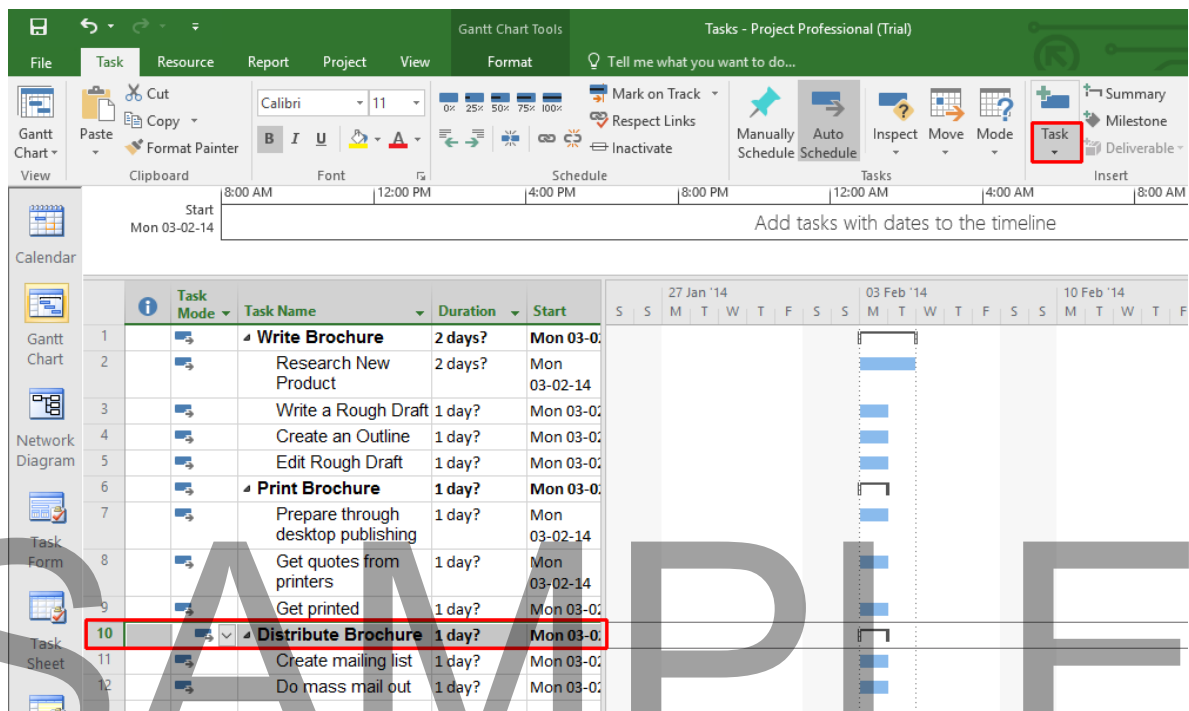 Gantt Chart Tools
Tasks - Project Professional (Trial)
File Task Resource Report Project View Format Tell me what you want to do...
Gantt Chart
View
Paste
Cut
Copy
Format Painter
Clipboard
Calibri 11
B I U A
Font
0% 25% 50% 75% 100%
Mark on Track
Respect Links
Inactivate
Schedule
Manually Schedule
Auto Schedule
Inspect
Move
Mode
Tasks
Task
Summary
Milestone
Deliverable
Insert
8:00 AM 12:00 PM 4:00 PM 8:00 PM 12:00 AM 4:00 AM 8:00 AM
Start
Mon 03-02-14
Add tasks with dates to the timeline
Calendar
Gantt Chart
Network Diagram
Task Form
Task Sheet
Task Mode Task Name Duration Start
27 Jan '14 03 Feb '14 10 Feb '14
S S M T W T F S S M T W T F S S M T W T F
1 Write Brochure 2 days? Mon 03-02
2 Research New Product 2 days? Mon 03-02-14
3 Write a Rough Draft 1 day? Mon 03-02
4 Create an Outline 1 day? Mon 03-02
5 Edit Rough Draft 1 day? Mon 03-02
6 Print Brochure 1 day? Mon 03-02
7 Prepare through desktop publishing 1 day? Mon 03-02-14
8 Get quotes from printers 1 day? Mon 03-02-14
9 Get printed 1 day? Mon 03-02
10 Distribute Brochure 1 day? Mon 03-02
11 Create mailing list 1 day? Mon 03-02
12 Do mass mail out 1 day? Mon 03-02
SAMPLE